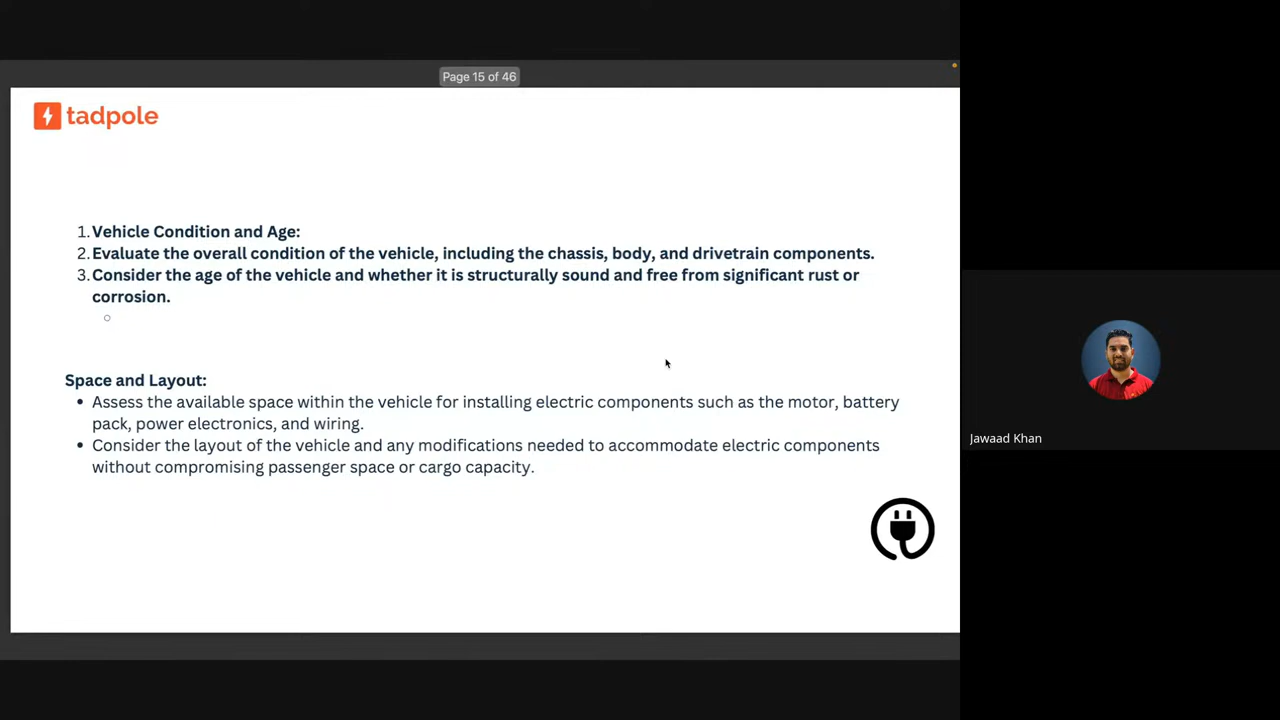 Page 15 of 46
tadpole
1. Vehicle Condition and Age:
2. Evaluate the overall condition of the vehicle, including the chassis, body, and drivetrain components.
3. Consider the age of the vehicle and whether it is structurally sound and free from significant rust or
corrosion.
Space and Layout:
• Assess the available space within the vehicle for installing electric components such as the motor, battery
pack, power electronics, and wiring.
• Consider the layout of the vehicle and any modifications needed to accommodate electric components
without compromising passenger space or cargo capacity.
Jawaad Khan